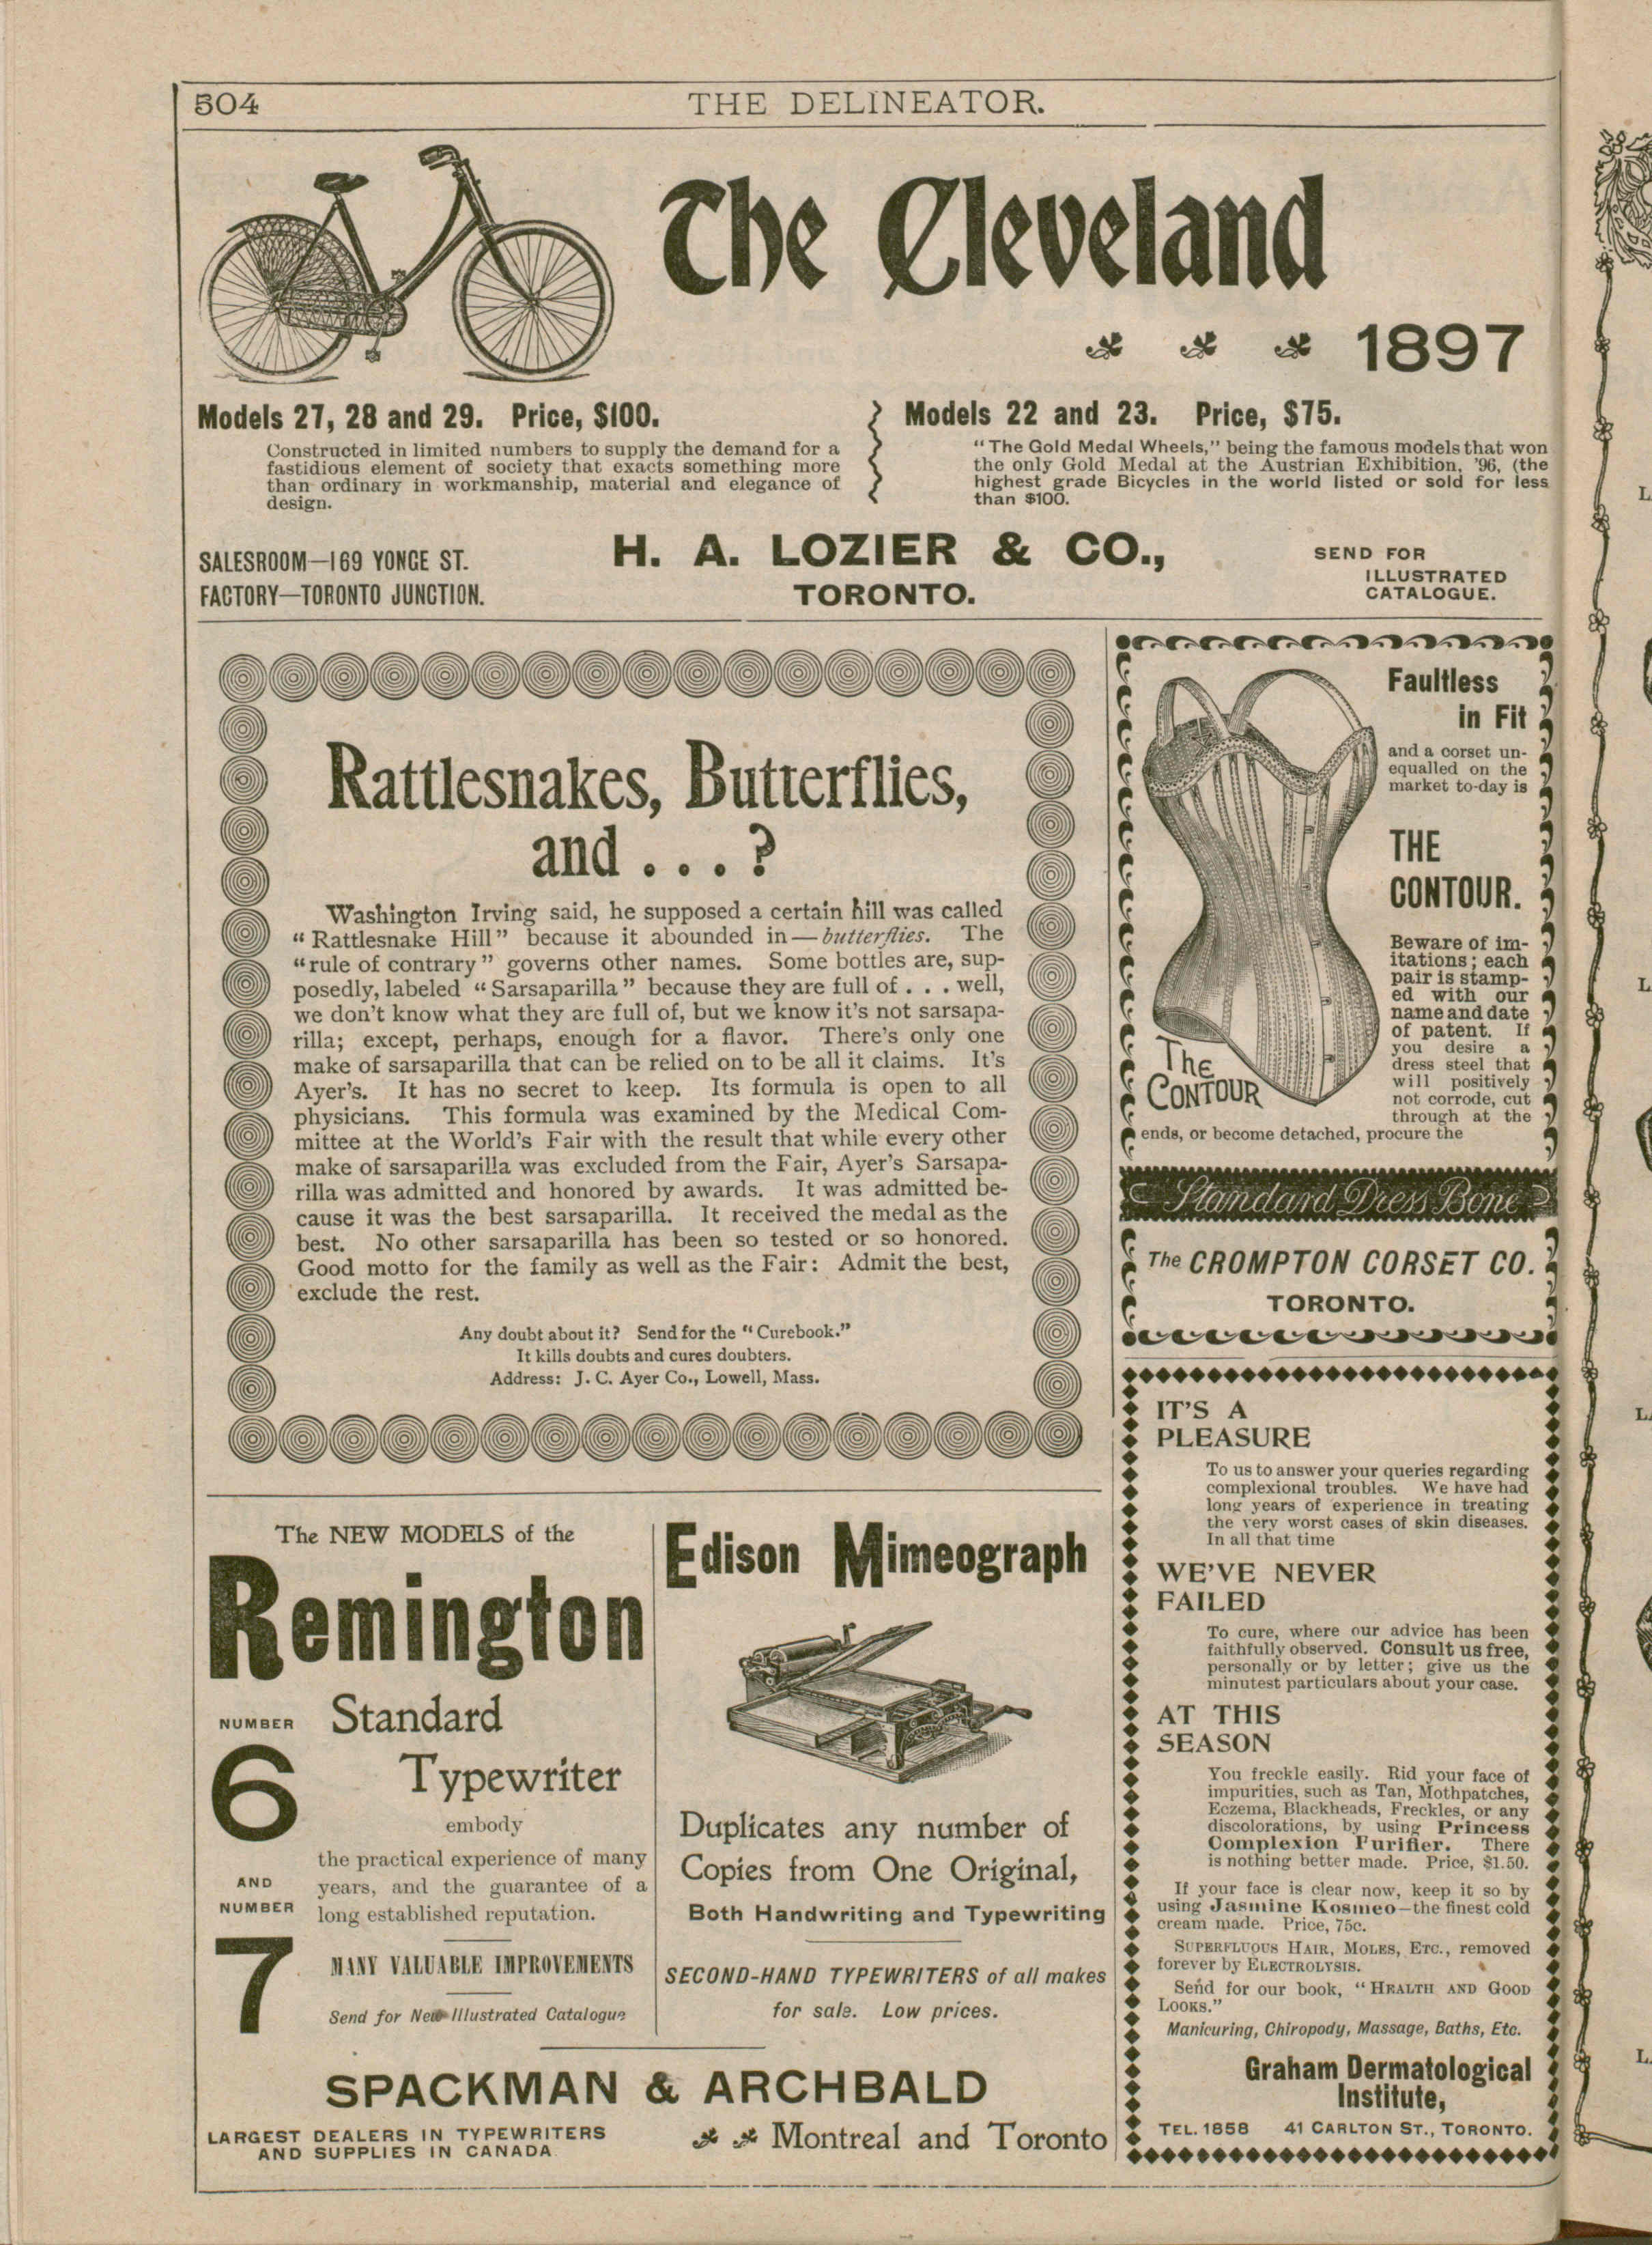 504
THE DELINEATOR.
The Cleveland
1897
Models 27, 28 and 29. Price, $100.
Constructed in limited numbers to supply the demand for a
fastidious element of society that exacts something more
than ordinary in workmanship, material and elegance of
design.
Models 22 and 23. Price, $75.
"The Gold Medal Wheels," being the famous models that won
the only Gold Medal at the Austrian Exhibition, '96, (the
highest grade Bicycles in the world listed or sold for less
than $100.
SALESROOM—169 YONGE ST.
FACTORY—TORONTO JUNCTION.
H. A. LOZIER & CO.,
TORONTO.
SEND FOR
ILLUSTRATED
CATALOGUE.
Rattlesnakes, Butterflies,
and . . . ?
Washington Irving said, he supposed a certain hill was called
"Rattlesnake Hill" because it abounded in—butterflies. The
"rule of contrary" governs other names. Some bottles are, sup-
posedly, labeled "Sarsaparilla" because they are full of . . . well,
we don't know what they are full of, but we know it's not sarsapa-
rilla; except, perhaps, enough for a flavor. There's only one
make of sarsaparilla that can be relied on to be all it claims. It's
Ayer's. It has no secret to keep. Its formula is open to all
physicians. This formula was examined by the Medical Com-
mittee at the World's Fair with the result that while every other
make of sarsaparilla was excluded from the Fair, Ayer's Sarsapa-
rilla was admitted and honored by awards. It was admitted be-
cause it was the best sarsaparilla. It received the medal as the
best. No other sarsaparilla has been so tested or so honored.
Good motto for the family as well as the Fair: Admit the best,
exclude the rest.
Any doubt about it? Send for the "Curebook."
It kills doubts and cures doubters.
Address: J. C. Ayer Co., Lowell, Mass.
Faultless
in Fit
and a corset un-
equalled on the
market to-day is
THE
CONTOUR.
Beware of im-
itations; each
pair is stamp-
ed with our
name and date
of patent. If
you desire a
dress steel that
will positively
not corrode, cut
through at the
ends, or become detached, procure the
The
CONTOUR
Standard Dress Bone
The CROMPTON CORSET CO.
TORONTO.
The NEW MODELS of the
Remington
NUMBER
6
AND
NUMBER
7
Standard
Typewriter
embody
the practical experience of many
years, and the guarantee of a
long established reputation.
MANY VALUABLE IMPROVEMENTS
Send for New Illustrated Catalogue
Edison Mimeograph
Duplicates any number of
Copies from One Original,
Both Handwriting and Typewriting
SECOND-HAND TYPEWRITERS of all makes
for sale. Low prices.
SPACKMAN & ARCHBALD
LARGEST DEALERS IN TYPEWRITERS
AND SUPPLIES IN CANADA.
Montreal and Toronto
IT'S A
PLEASURE
To us to answer your queries regarding
complexional troubles. We have had
long years of experience in treating
the very worst cases of skin diseases.
In all that time
WE'VE NEVER
FAILED
To cure, where our advice has been
faithfully observed. Consult us free,
personally or by letter; give us the
minutest particulars about your case.
AT THIS
SEASON
You freckle easily. Rid your face of
impurities, such as Tan, Mothpatches,
Eczema, Blackheads, Freckles, or any
discolorations, by using Princess
Complexion Purifier. There
is nothing better made. Price, $1.50.
If your face is clear now, keep it so by
using Jasmine Kosmeo—the finest cold
cream made. Price, 75c.
SUPERFLUOUS HAIR, MOLES, ETC., removed
forever by ELECTROLYSIS.
Send for our book, "HEALTH AND GOOD
LOOKS."
Manicuring, Chiropody, Massage, Baths, Etc.
Graham Dermatological
Institute,
TEL. 1858 41 CARLTON ST., TORONTO.